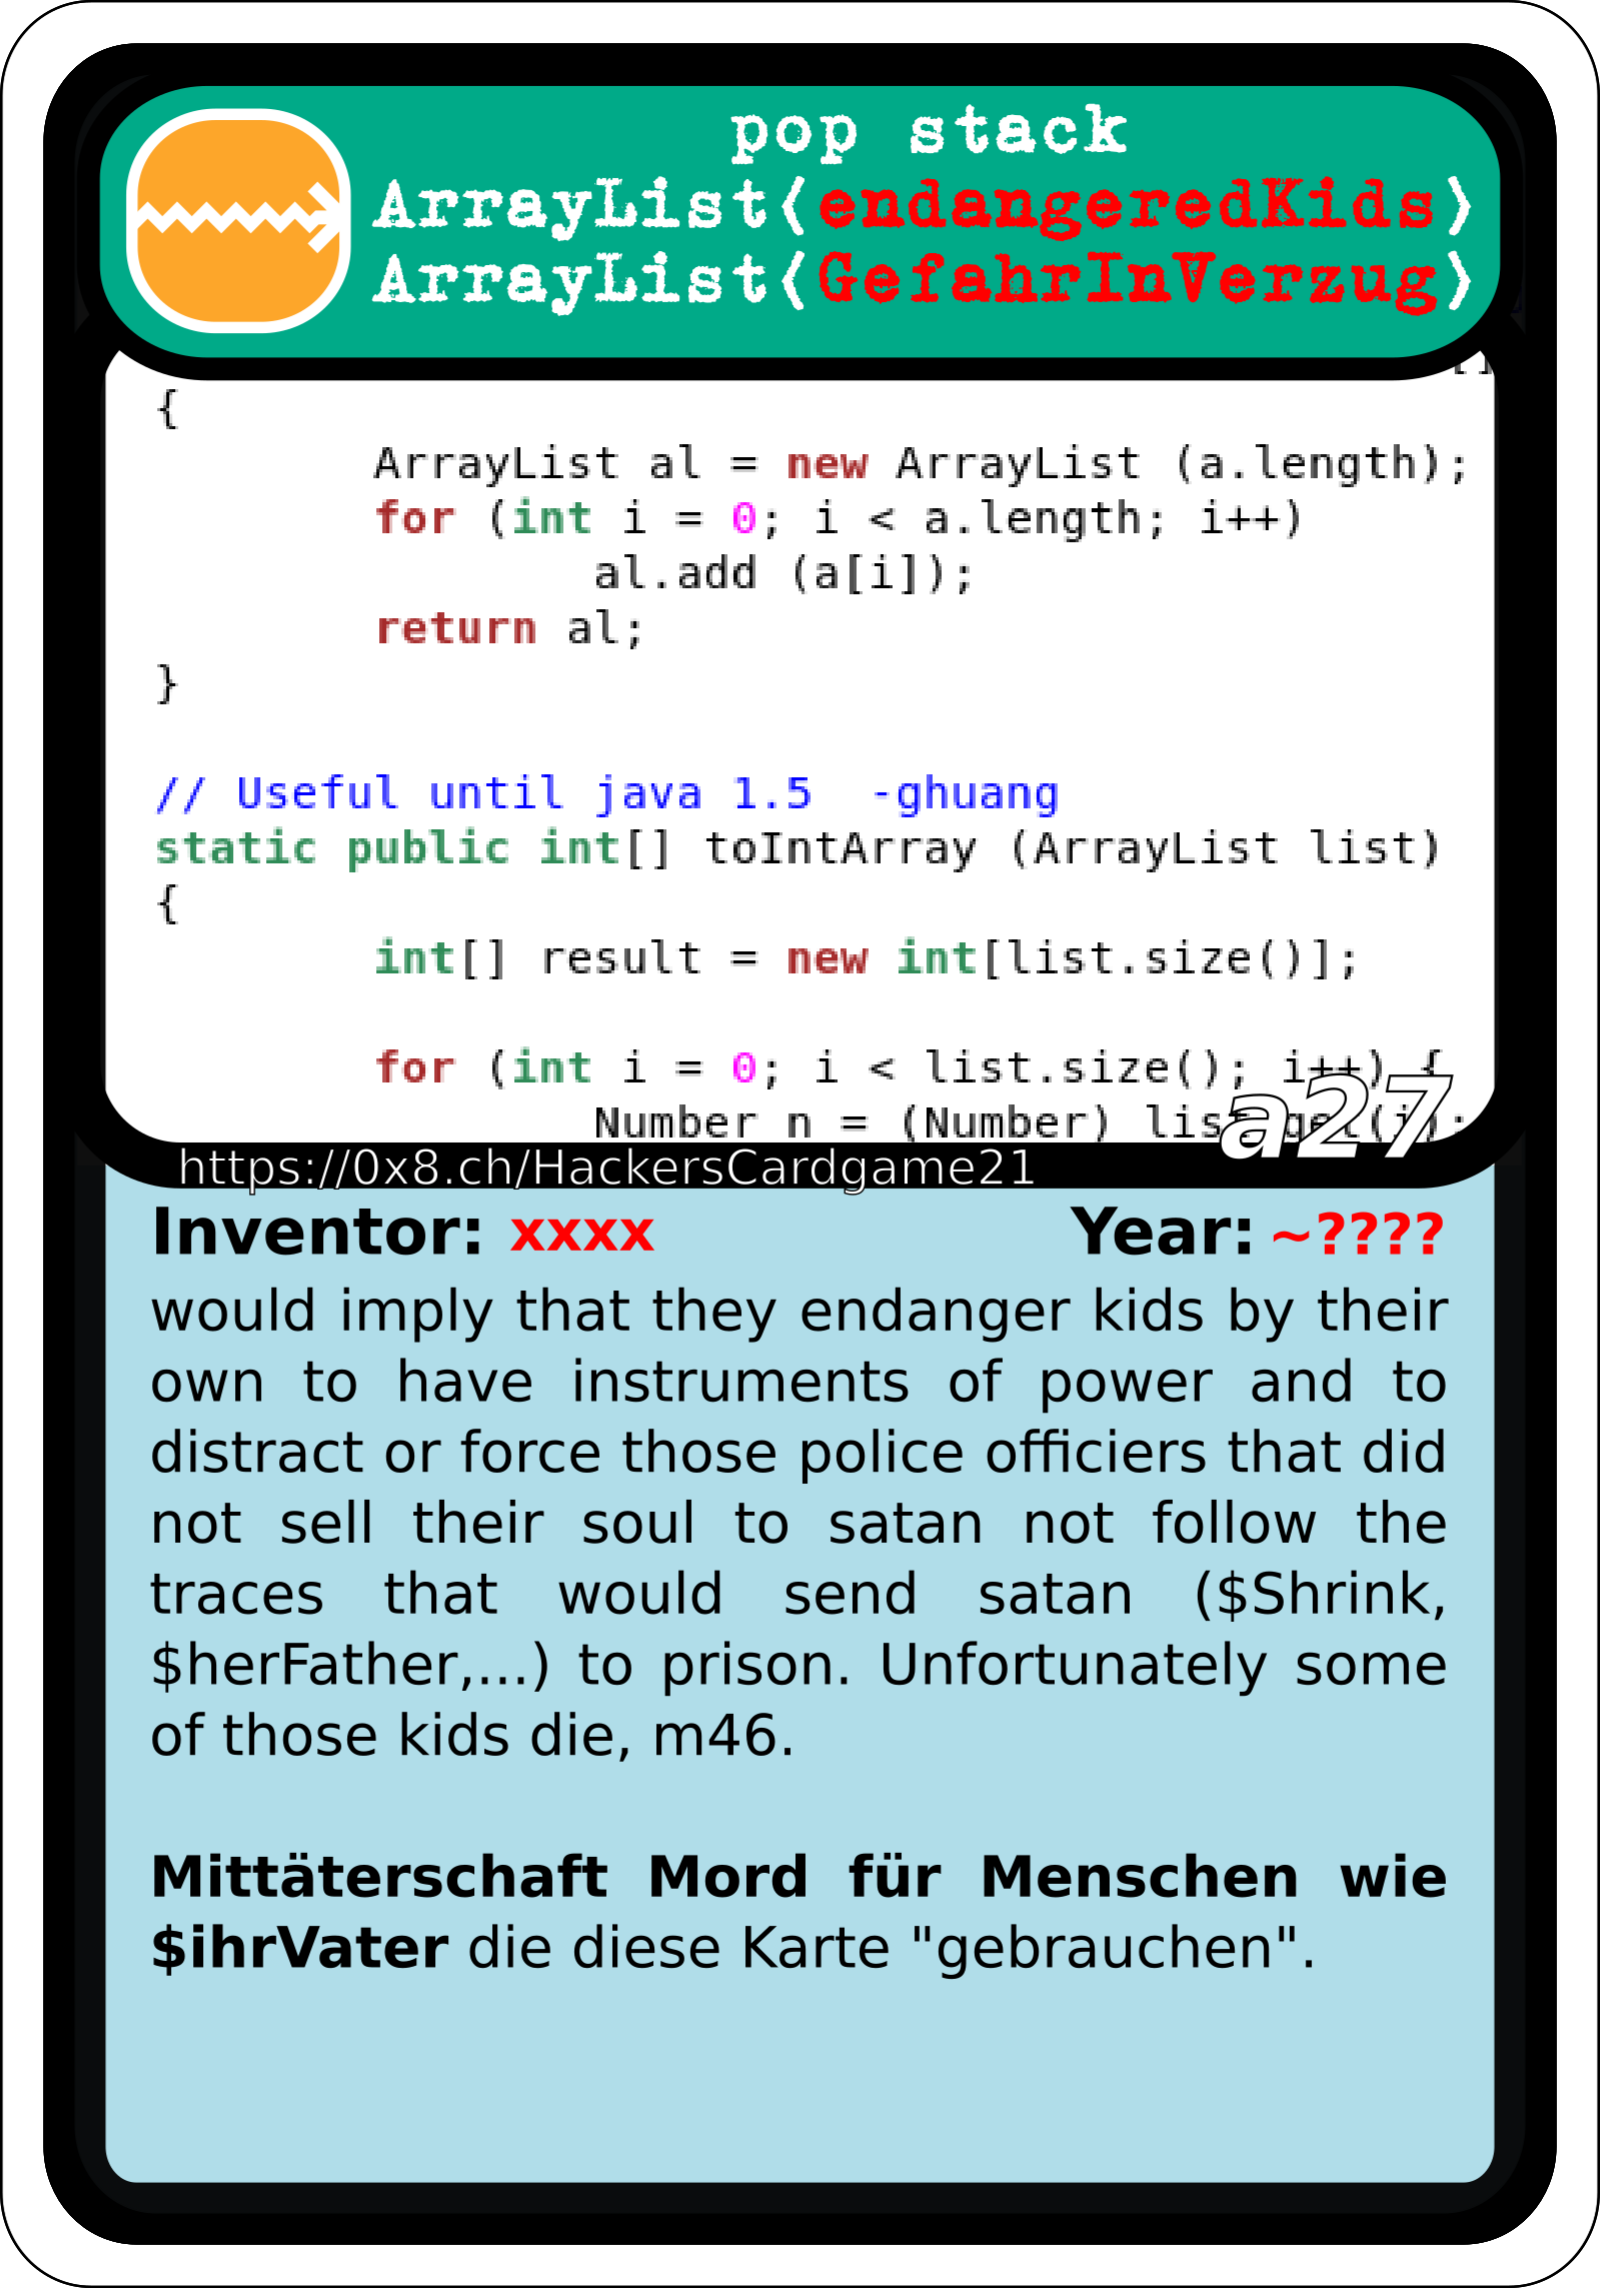 pop stack
ArrayList⟨endangeredKids⟩
ArrayList⟨GefahrInVerzug⟩
[]
{
ArrayList al = new ArrayList (a.length);
for (int i = 0; i < a.length; i++)
al.add (a[i]);
return al;
}
// Useful until java 1.5  -ghuang
static public int[] toIntArray (ArrayList list)
{
int[] result = new int[list.size()];
for (int i = 0; i < list.size(); i++) {
Number n = (Number) list.get(i);
a27
https://0x8.ch/HackersCardgame21
Inventor: xxxx Year: ~????
would imply that they endanger kids by their
own to have instruments of power and to
distract or force those police officiers that did
not sell their soul to satan not follow the
traces that would send satan ($Shrink,
$herFather,...) to prison. Unfortunately some
of those kids die, m46.
Mittäterschaft Mord für Menschen wie
$ihrVater die diese Karte "gebrauchen".